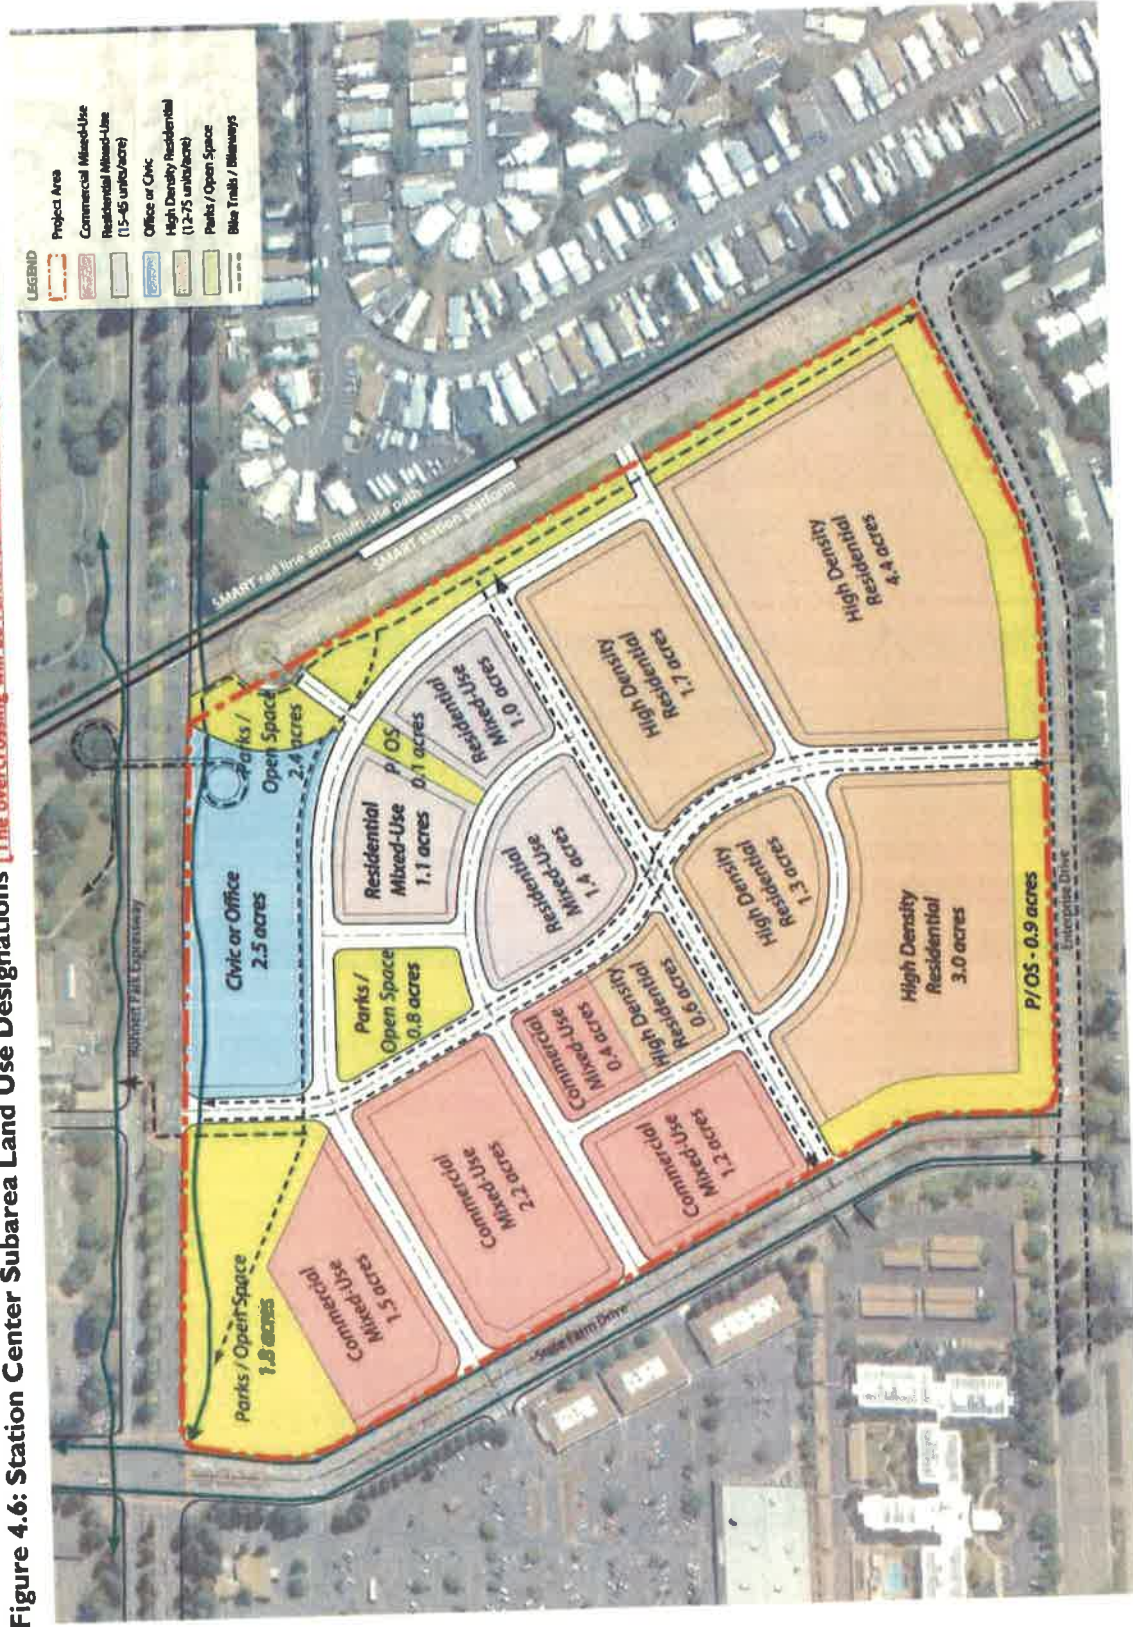 Figure 4.6: Station Center Subarea Land Use Designations
LEGEND
Project Area
Commercial Mixed-Use
Residential Mixed-Use
(15-45 units/acre)
Office or Civic
High Density Residential
(12-75 units/acre)
Parks / Open Space
Bike Trails / Bikeways
Rohnert Park Expressway
SMART rail line and multi-use path
SMART station platform
Parks / Open Space
1.8 acres
Civic or Office
2.5 acres
Parks /
Open Space
2.4 acres
Commercial
Mixed-Use
1.5 acres
Parks /
Open Space
0.8 acres
Residential
Mixed-Use
1.1 acres
P/OS
0.1 acres
Residential
Mixed-Use
1.0 acres
Commercial
Mixed-Use
2.2 acres
Residential
Mixed-Use
1.4 acres
Commercial
Mixed-Use
0.4 acres
High Density
Residential
0.6 acres
High Density
Residential
1.7 acres
Commercial
Mixed-Use
1.2 acres
High Density
Residential
1.3 acres
High Density
Residential
4.4 acres
State Farm Drive
High Density
Residential
3.0 acres
P/OS - 0.9 acres
Enterprise Drive